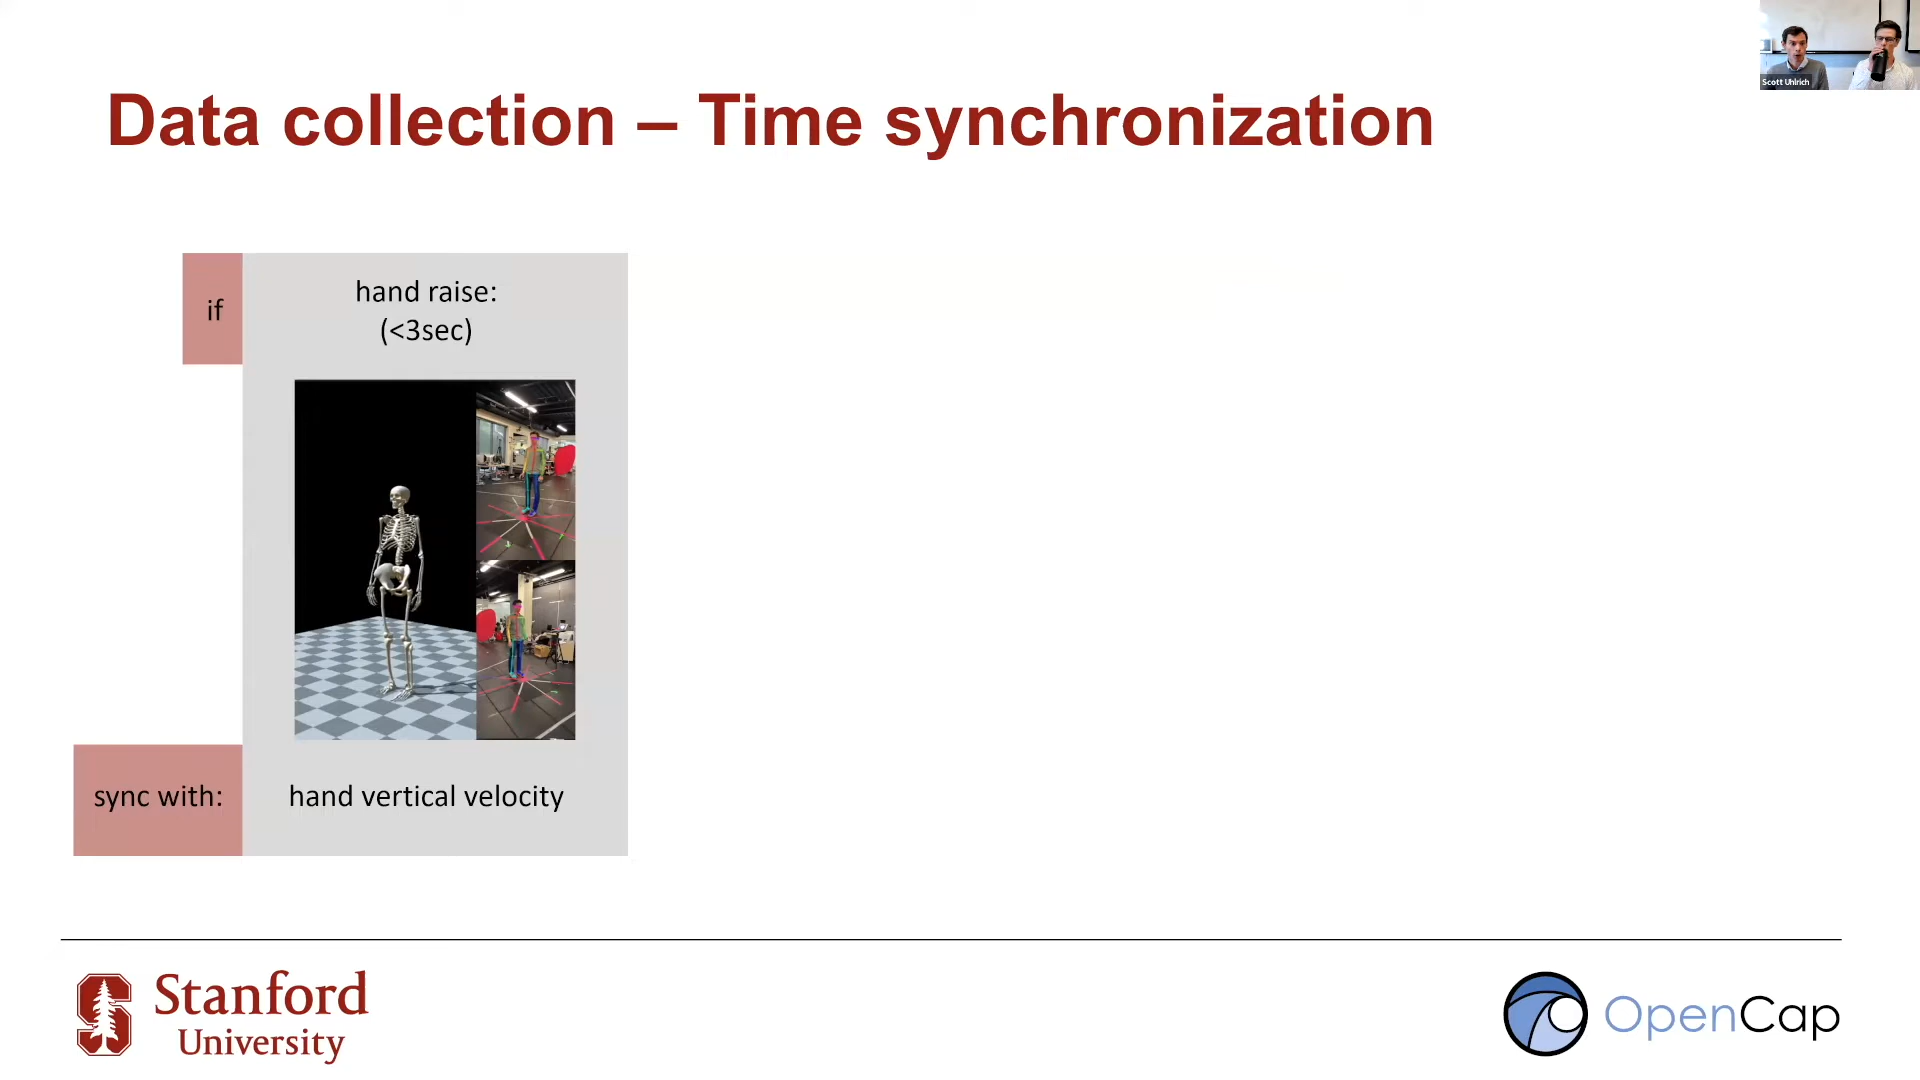 Scott Uhlrich
Data collection – Time synchronization
if
hand raise:
(<3sec)
sync with:
hand vertical velocity
Stanford
University
OpenCap